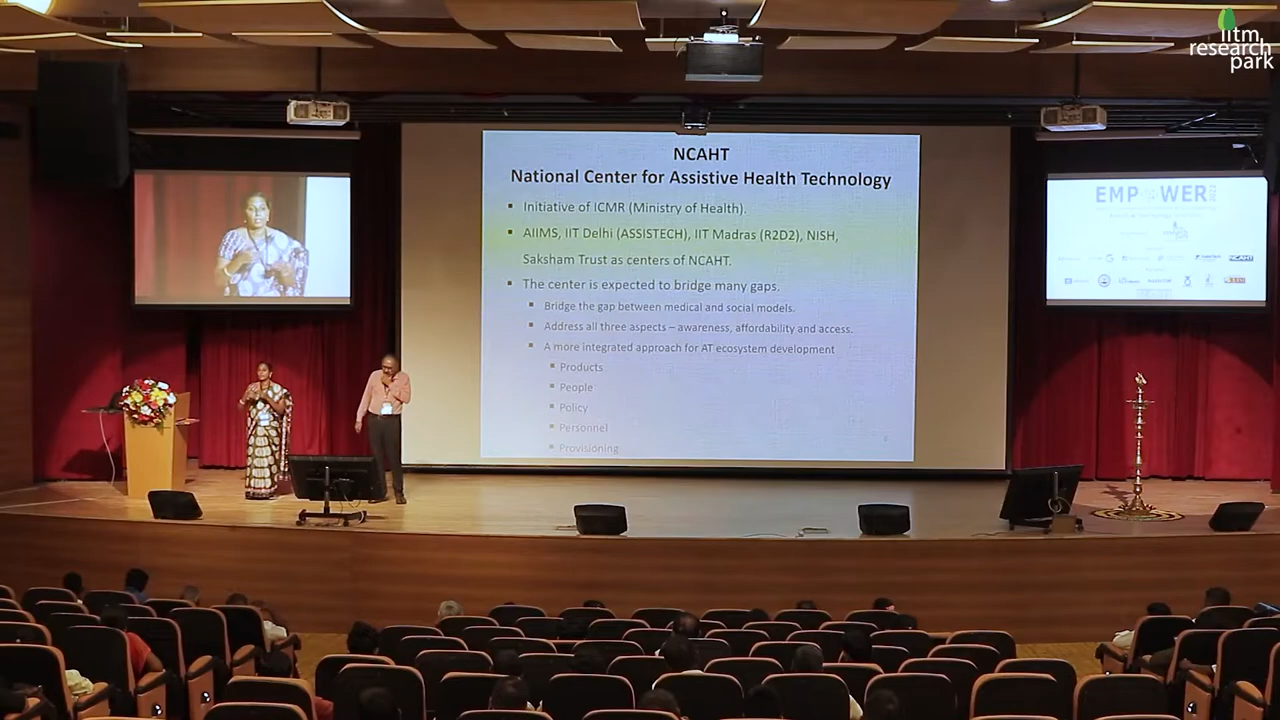 iitm
research
park
NCAHT
National Center for Assistive Health Technology
Initiative of ICMR (Ministry of Health).
AIIMS, IIT Delhi (ASSISTECH), IIT Madras (R2D2), NISH,
Saksham Trust as centers of NCAHT.
The center is expected to bridge many gaps.
Bridge the gap between medical and social models.
Address all three aspects – awareness, affordability and access.
A more integrated approach for AT ecosystem development
Products
People
Policy
Personnel
Provisioning
EMPOWER
NCAHT